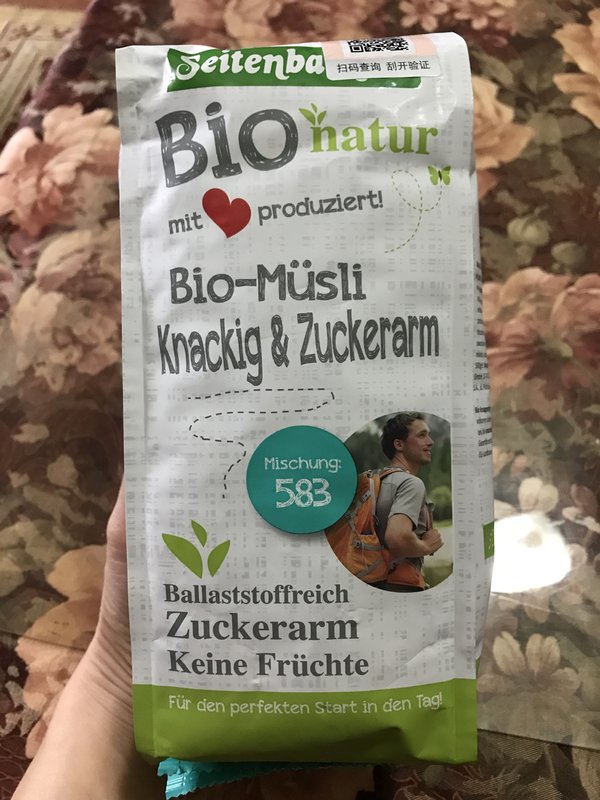 扫码查询 刮开验证
Bio natur
mit produziert!
Bio-Müsli
Knackig & Zuckerarm
Mischung:
583
Ballaststoffreich
Zuckerarm
Keine Früchte
Für den perfekten Start in den Tag!